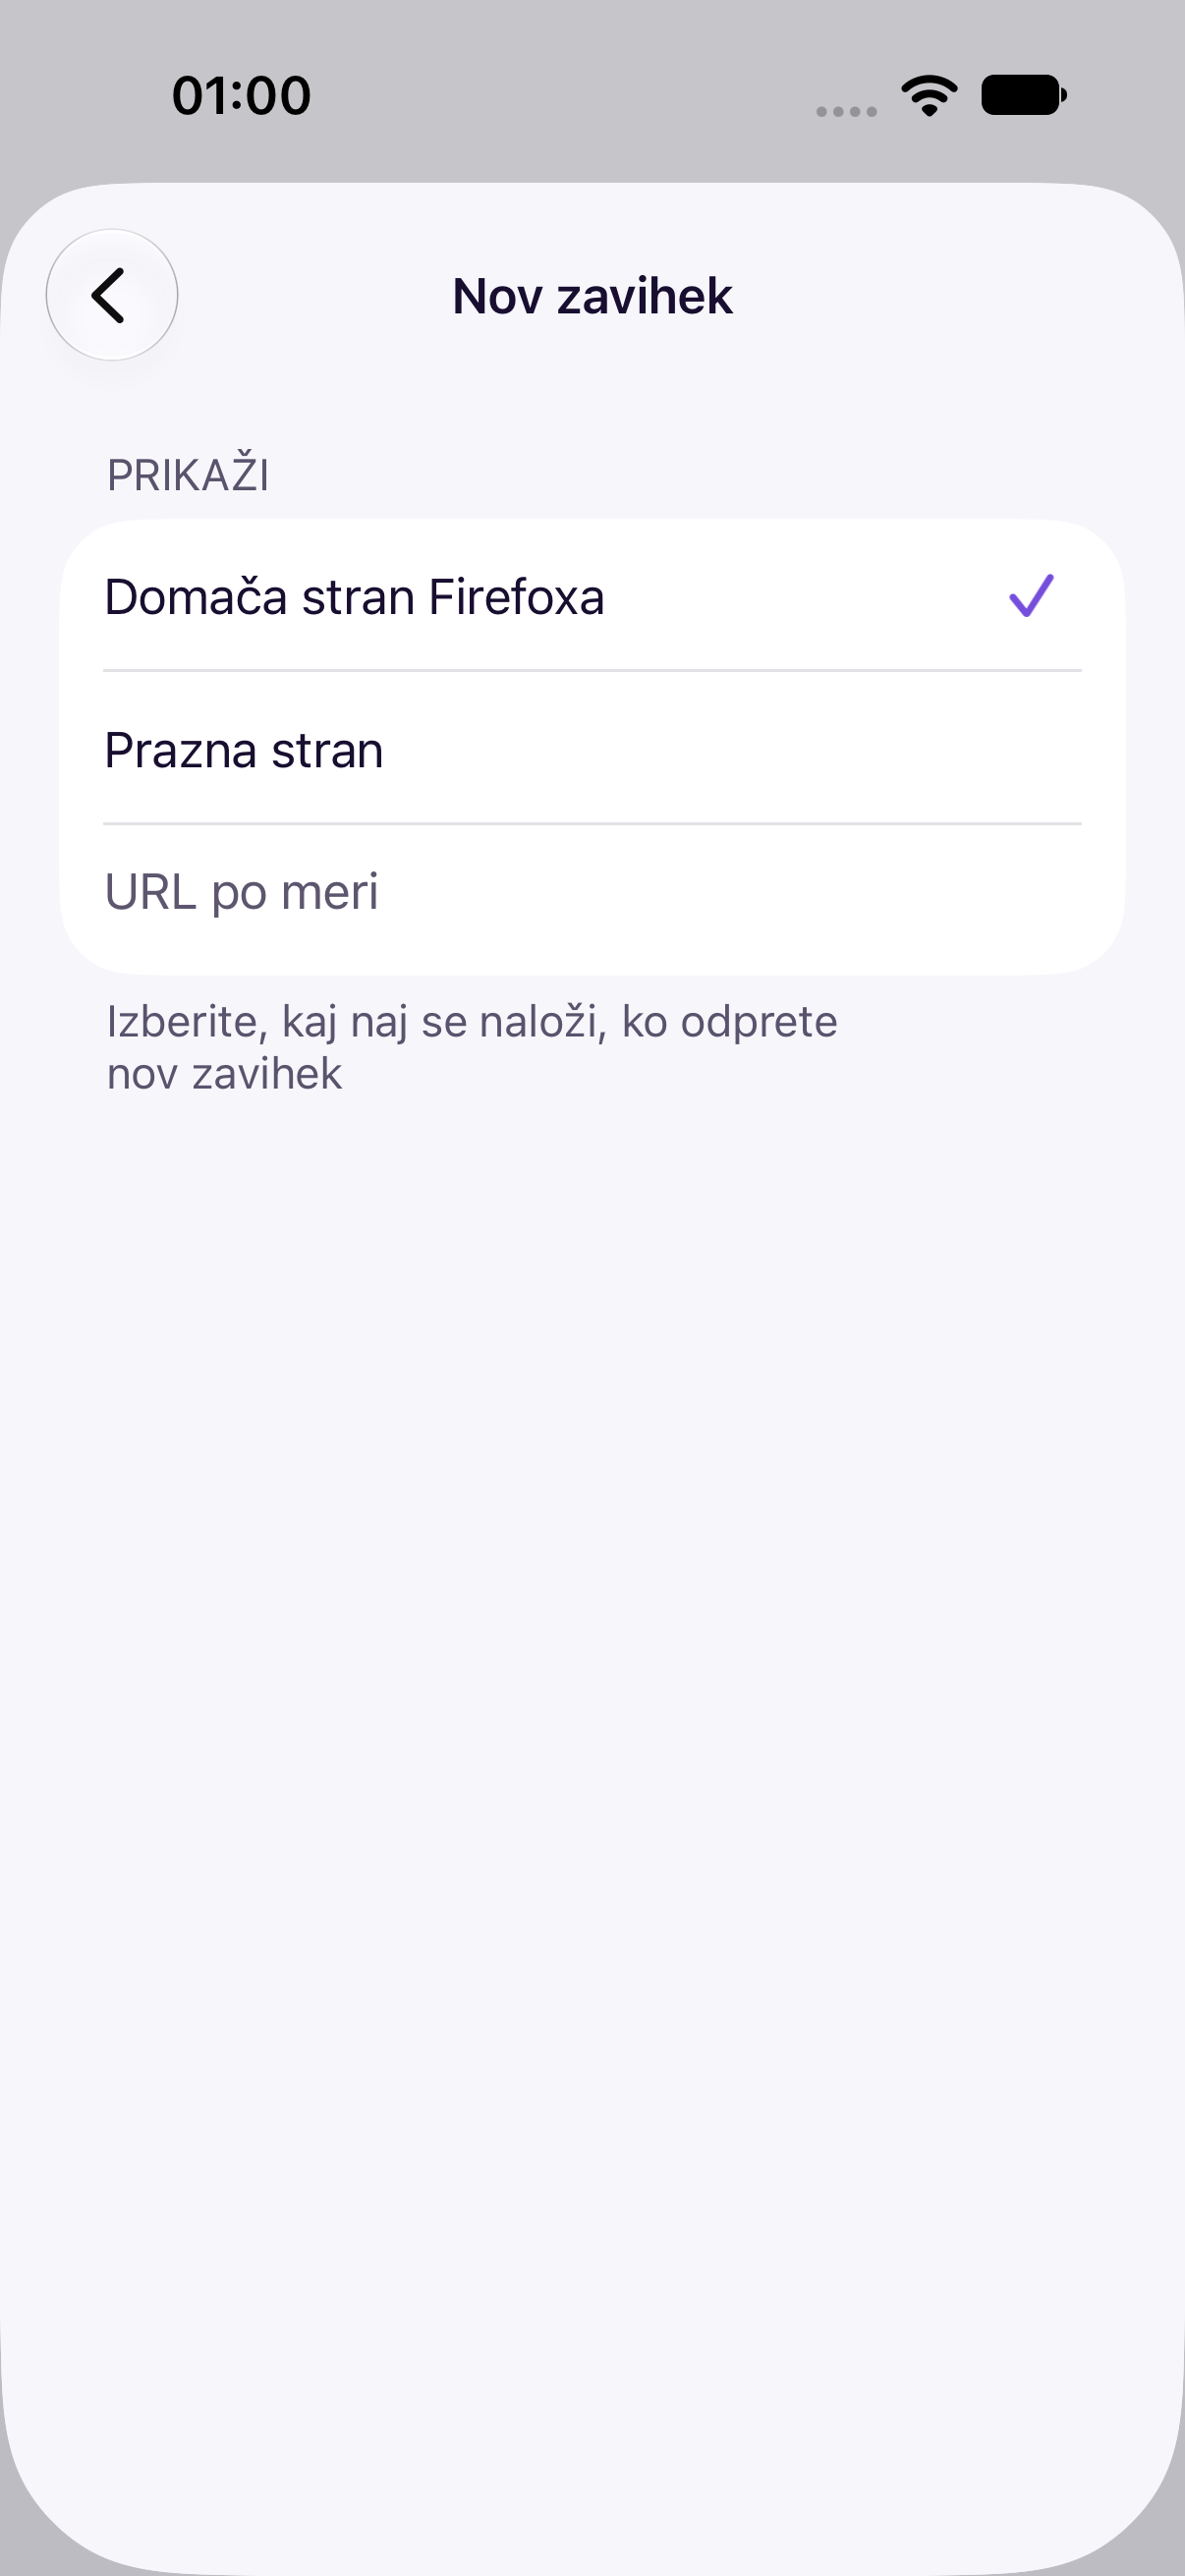 01:00
Nov zavihek
PRIKAŽI
Domača stran Firefoxa
Prazna stran
URL po meri
Izberite, kaj naj se naloži, ko odprete
nov zavihek